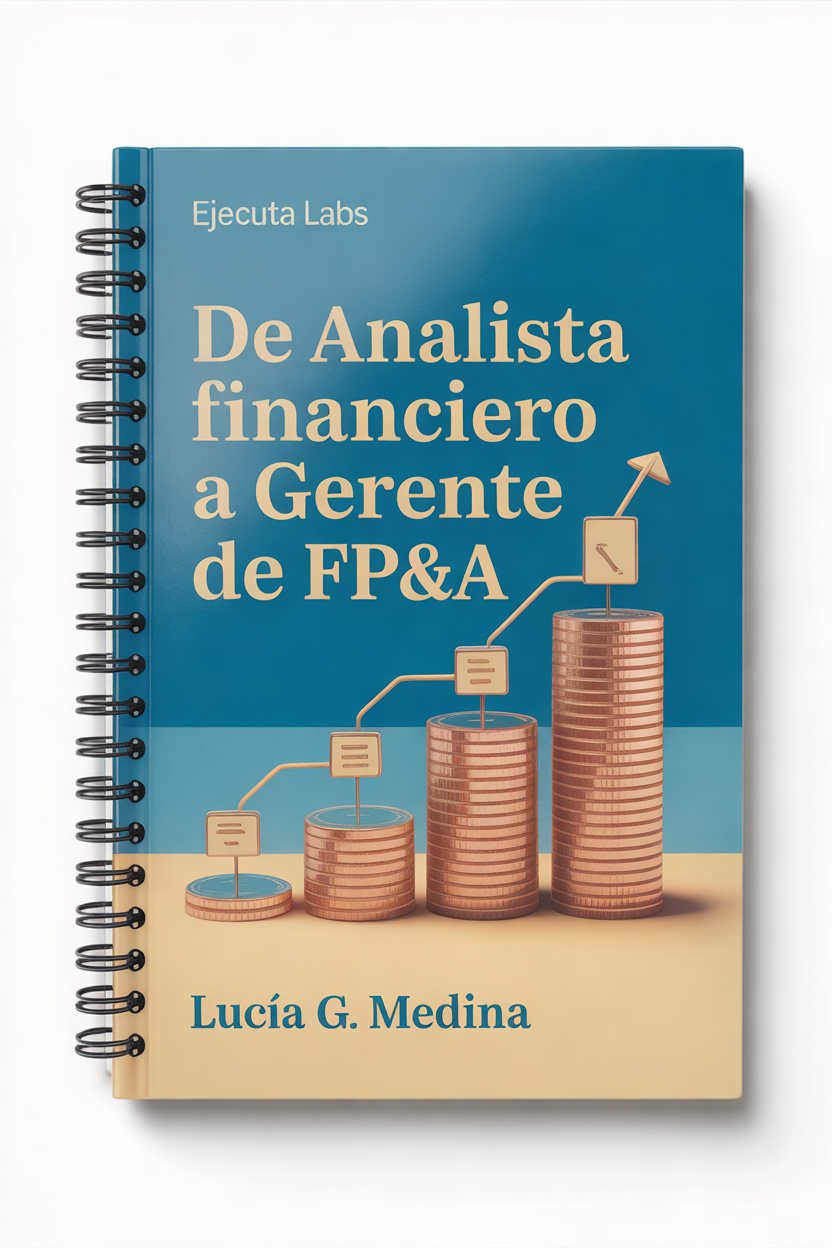 Ejecuta Labs
De Analista
financiero
a Gerente
de FP&A
Lucía G. Medina